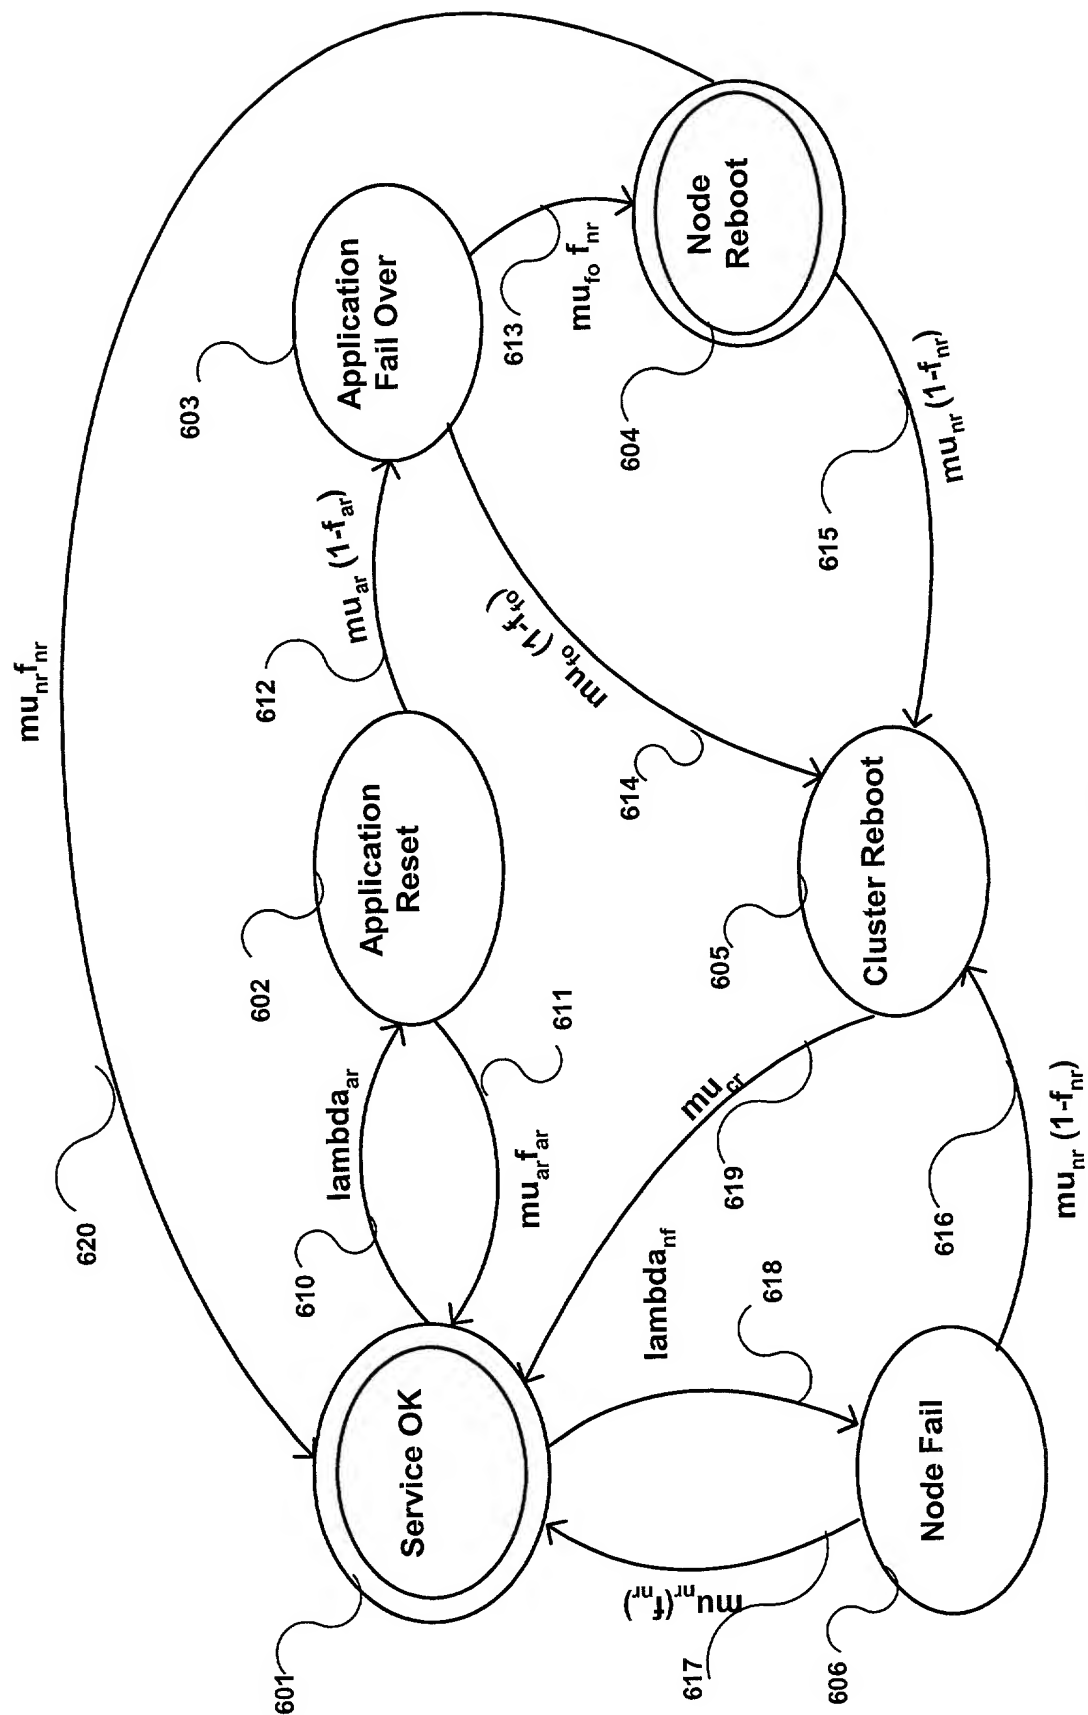 mu_nr f_nr
620
603
Application
Fail Over
613
mu_fo f_nr
Node
Reboot
604
612
mu_ar (1-f_ar)
mu_fo (1-f_fo)
614
615
mu_nr (1-f_nr)
602
Application
Reset
611
610
lambda_ar
mu_ar f_ar
605
Cluster Reboot
mu_cr
619
601
Service OK
lambda_nf
618
616
mu_nr (1-f_nr)
mu_nr (f_nr)
617
606
Node Fail